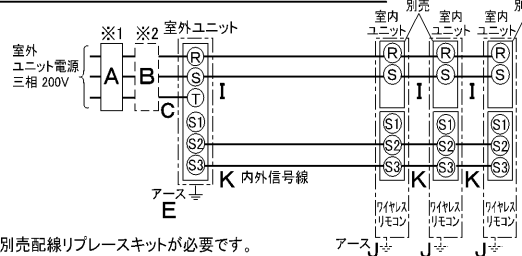 別売
別
※1
※2
室外ユニット
室内
ユニット
室内
ユニット
室内
ユニット
室外
ユニット電源
三相 200V
A
B
C
R
S
T
S1
S2
S3
I
K 内外信号線
アース
E
R
S
S1
S2
S3
I
K
R
S
S1
S2
S3
I
K
R
S
S1
S2
S3
ワイヤレス
リモコン
ワイヤレス
リモコン
ワイヤレス
リモコン
別売配線リプレースキットが必要です。
アース J
J
J